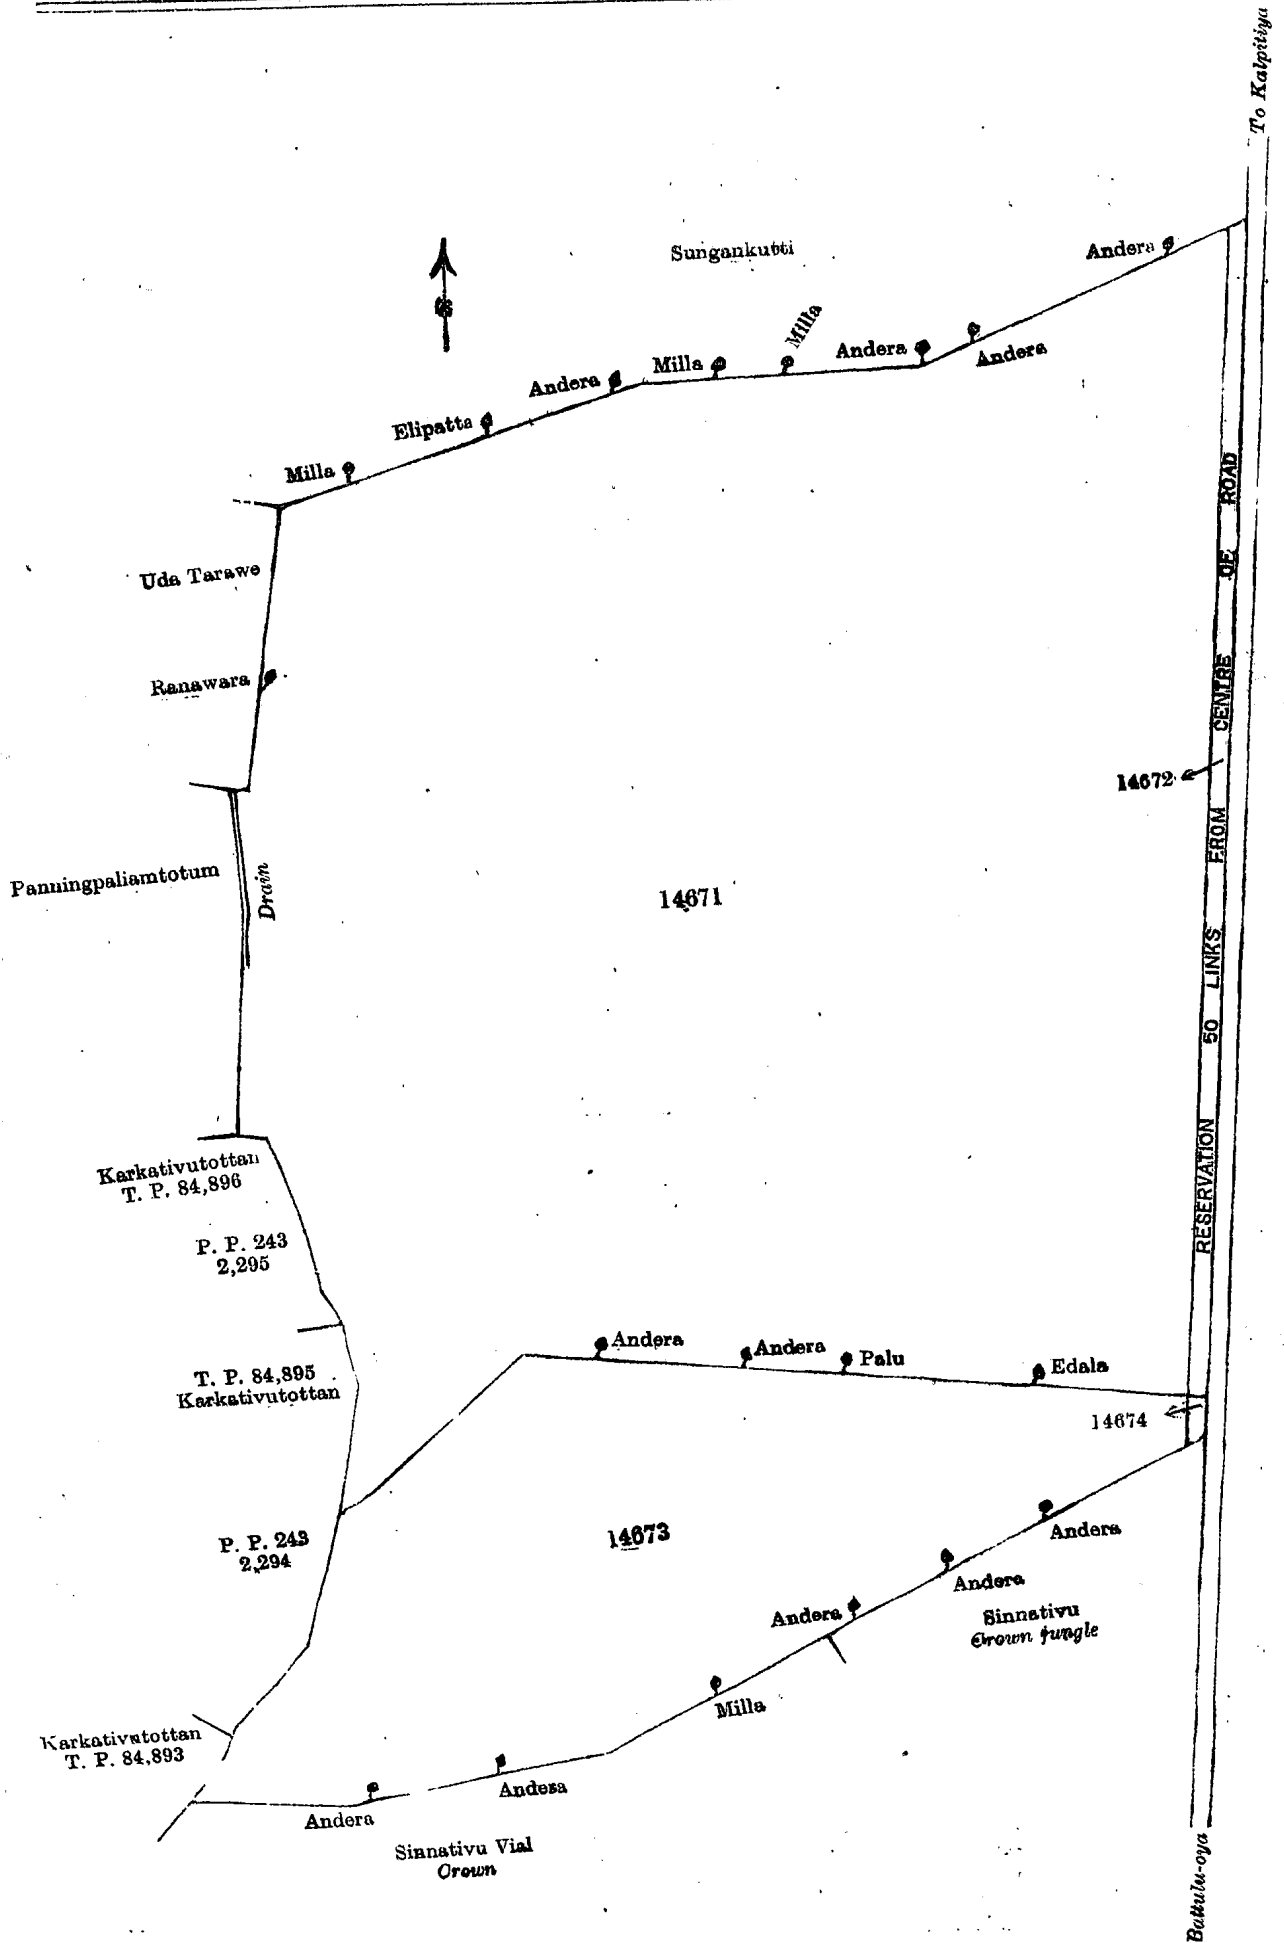 To Kalpitiya
Sungankutti
Andera
Milla
Andera
Milla
Andera
Andera
Elipatta
Milla
Uda Tarawe
Ranawara
Panningpaliamtotum
Drain
14671
14672
RESERVATION 50 LINKS FROM CENTRE OF ROAD
Karkativutottan
T. P. 84,896
P. P. 243
2,295
T. P. 84,895
Karkativutottan
Andera
Andera
Palu
Edala
14674
P. P. 243
2,294
14673
Andera
Andera
Andera
Sinnativu
Crown jungle
Milla
Karkativutottan
T. P. 84,893
Andera
Andera
Sinnativu Vial
Crown
Battulu-oya